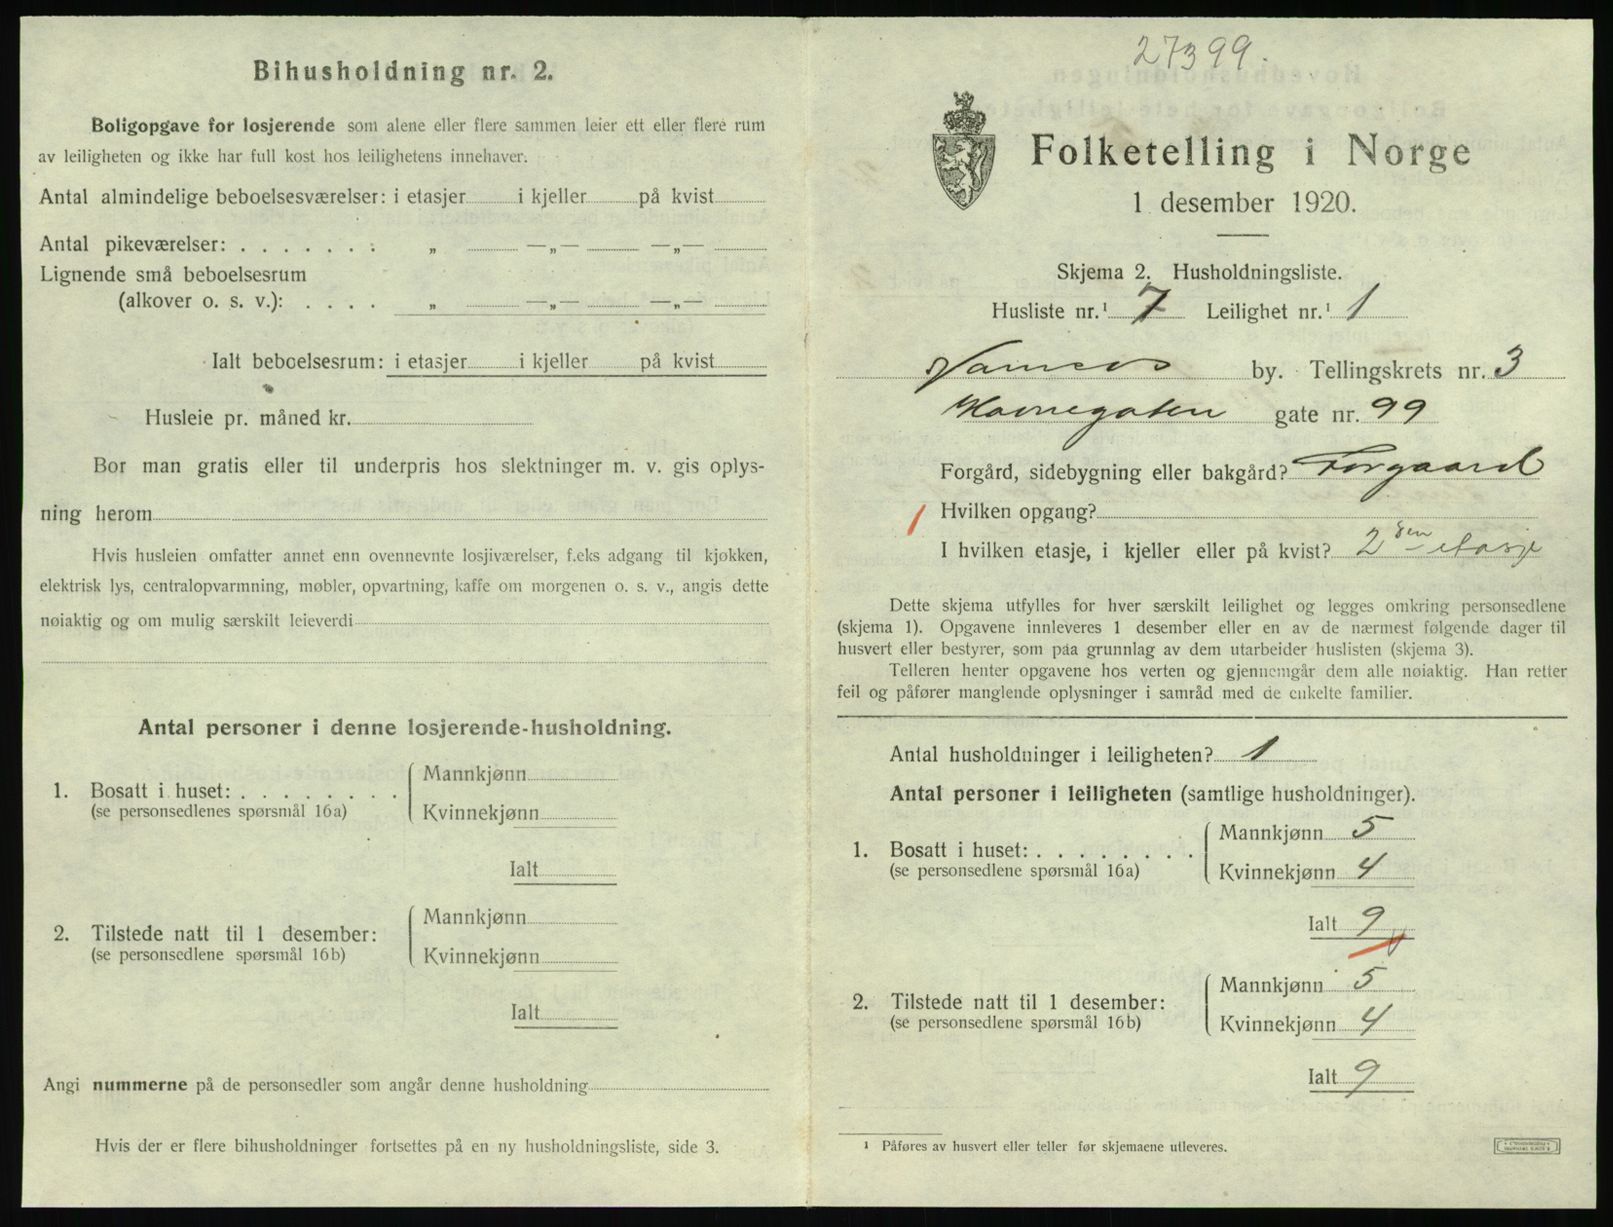 Bihusholdning nr. 2.
Boligopgave for losjerende som alene eller flere sammen leier ett eller flere rum
av leiligheten og ikke har full kost hos leilighetens innehaver.
Antal almindelige beboelsesværelser: i etasjer i kjeller på kvist
Antal pikeværelser: . . . . . . . „ —„— —„—
Lignende små beboelsesrum
(alkover o. s. v.): . . . . „ —„— —„—
Ialt beboelsesrum: i etasjer i kjeller på kvist
Husleie pr. måned kr.
Bor man gratis eller til underpris hos slektninger m. v. gis oplys-
ning herom
Hvis husleien omfatter annet enn ovennevnte losjiværelser, f.eks adgang til kjøkken,
elektrisk lys, centralopvarmning, møbler, opvartning, kaffe om morgenen o. s. v., angis dette
nøiaktig og om mulig særskilt leieverdi
Antal personer i denne losjerende-husholdning.
1. Bosatt i huset: . . . . . . . .
(se personsedlenes spørsmål 16a)
Mannkjønn
Kvinnekjønn
Ialt
2. Tilstede natt til 1 desember:
(se personsedlene spørsmål 16b)
Mannkjønn
Kvinnekjønn
Ialt
Angi nummerne på de personsedler som angår denne husholdning
Hvis der er flere bihusholdninger fortsettes på en ny husholdningsliste, side 3.
27399.
Folketelling i Norge
1 desember 1920.
Skjema 2. Husholdningsliste.
Husliste nr.¹ 7 Leilighet nr.¹ 1
Namsos by. Tellingskrets nr. 3
Havnegaten gate nr. 99
Forgård, sidebygning eller bakgård? Forgaard
1 Hvilken opgang?
I hvilken etasje, i kjeller eller på kvist? 2den etasje
Dette skjema utfylles for hver særskilt leilighet og legges omkring personsedlene
(skjema 1). Opgavene innleveres 1 desember eller en av de nærmest følgende dager til
husvert eller bestyrer, som på grunnlag av dem utarbeider huslisten (skjema 3).
Telleren henter opgavene hos verten og gjennemgår dem alle nøiaktig. Han retter
feil og påfører manglende oplysninger i samråd med de enkelte familier.
Antal husholdninger i leiligheten? 1
Antal personer i leiligheten (samtlige husholdninger).
1. Bosatt i huset: . . . . . . . .
(se personsedlene spørsmål 16a)
Mannkjønn 5
Kvinnekjønn 4
Ialt 9
2. Tilstede natt til 1 desember:
(se personsedlene spørsmål 16b)
Mannkjønn 5
Kvinnekjønn 4
Ialt 9
¹ Påføres av husvert eller teller før skjemaene utleveres.